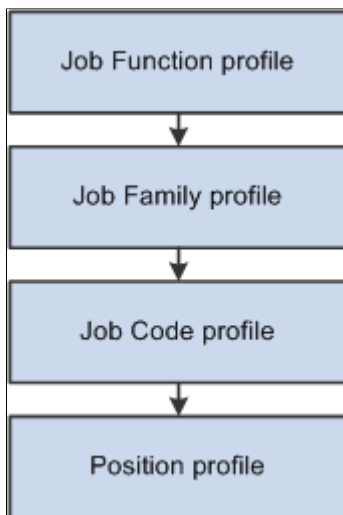 Job Function profile
Job Family profile
Job Code profile
Position profile